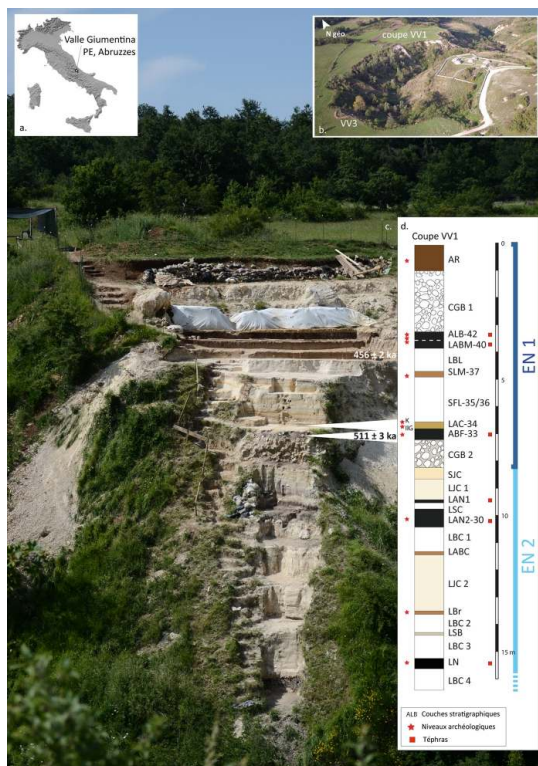 Valle Giumentina
PE, Abruzzes
a.
N géo
coupe VV1
VV3
b.
c.
d.
Coupe VV1
0
AR
CGB 1
ALB-42
LABM-40
456 ± 2 ka
LBL
SLM-37
5
SFL-35/36
K
LAC-34
IIG
ABF-33
511 ± 3 ka
CGB 2
EN 1
SJC
LJC 1
LAN1
LSC
10
LAN2-30
LBC 1
LABC
EN 2
LJC 2
LBr
LBC 2
LSB
LBC 3
15 m
LN
LBC 4
ALB Couches stratigraphiques
Niveaux archéologiques
Téphras